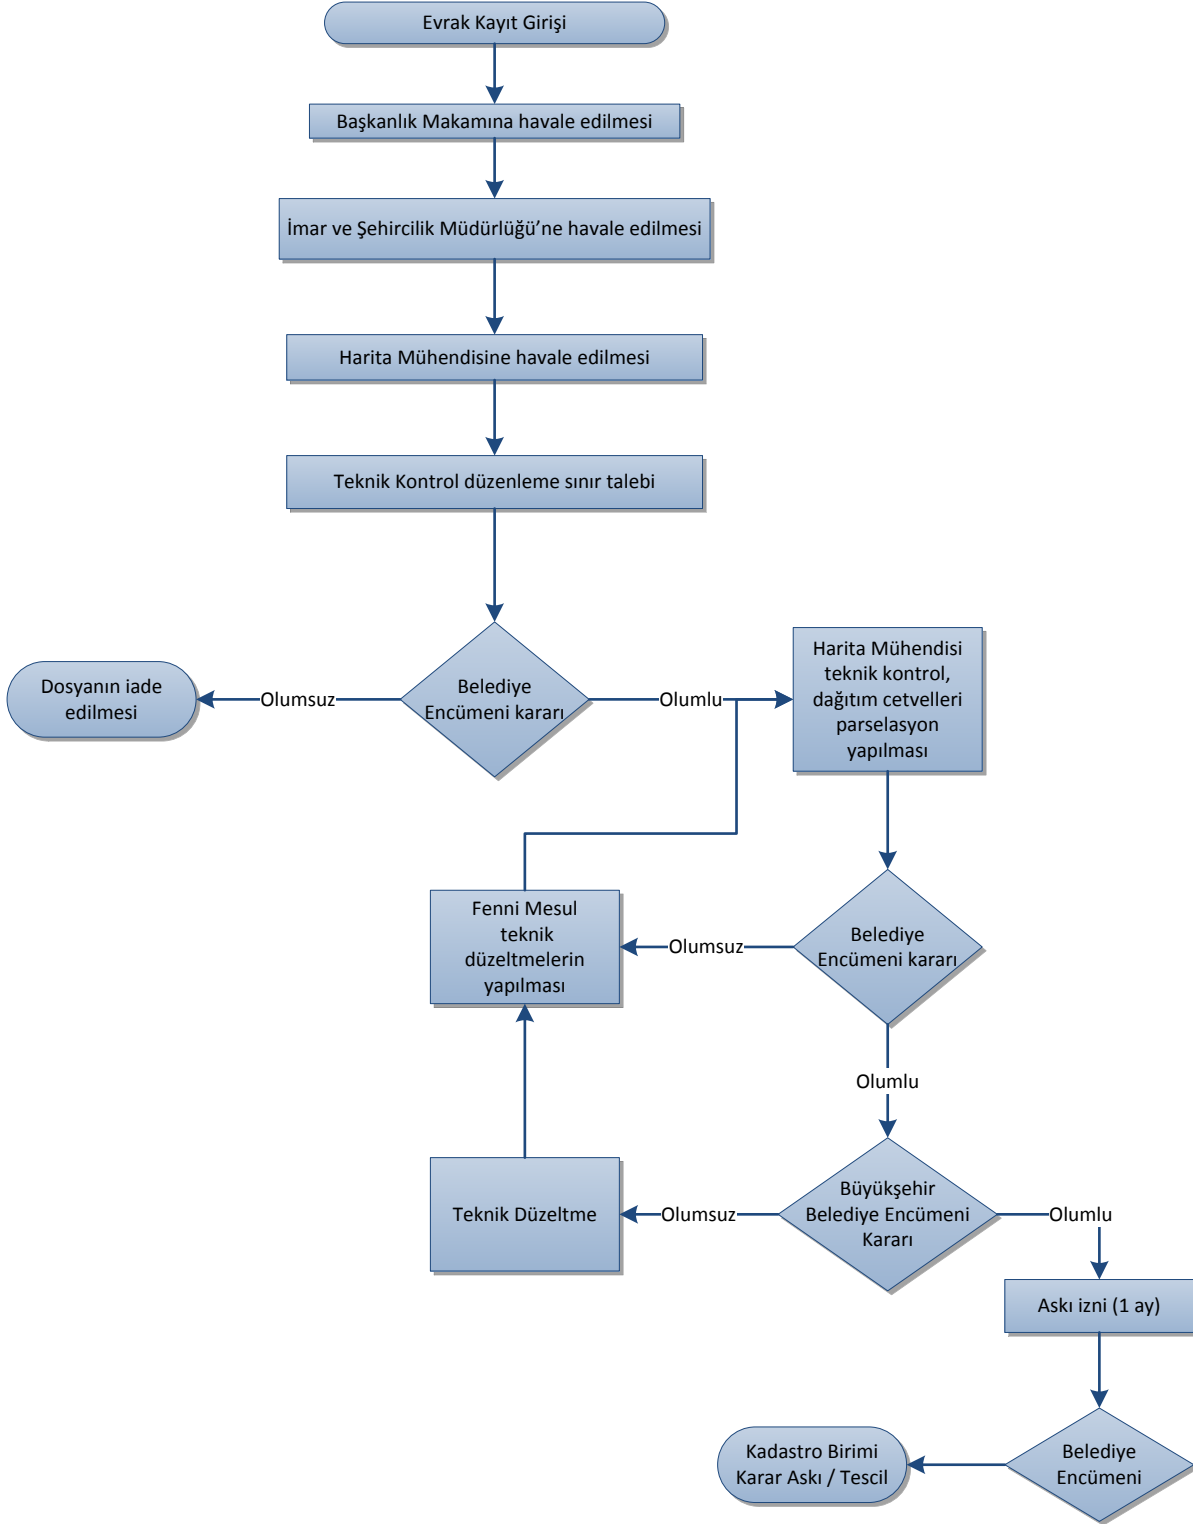 Evrak Kayıt Girişi
Başkanlık Makamına havale edilmesi
İmar ve Şehircilik Müdürlüğü’ne havale edilmesi
Harita Mühendisine havale edilmesi
Teknik Kontrol düzenleme sınır talebi
Dosyanın iade
edilmesi
Olumsuz
Belediye
Encümeni kararı
Olumlu
Harita Mühendisi
teknik kontrol,
dağıtım cetvelleri
parselasyon
yapılması
Fenni Mesul
teknik
düzeltmelerin
yapılması
Olumsuz
Belediye
Encümeni kararı
Olumlu
Teknik Düzeltme
Olumsuz
Büyükşehir
Belediye Encümeni
Kararı
Olumlu
Askı izni (1 ay)
Kadastro Birimi
Karar Askı / Tescil
Belediye
Encümeni